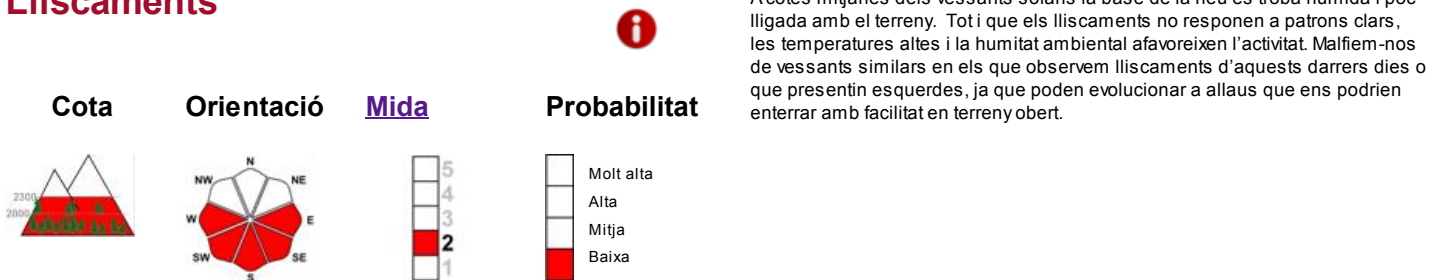 Lliscaments
A cotes mitjanes dels vessants solans la base de la neu es troba humida i poc
lligada amb el terreny. Tot i que els lliscaments no responen a patrons clars,
les temperatures altes i la humitat ambiental afavoreixen l'activitat. Malfiem-nos
de vessants similars en els que observem lliscaments d'aquests darrers dies o
que presentin esquerdes, ja que poden evolucionar a allaus que ens podrien
enterrar amb facilitat en terreny obert.
Cota Orientació Mida Probabilitat
2300
2000
N
NW NE
W E
SW SE
S
5
4
3
2
1
Molt alta
Alta
Mitja
Baixa